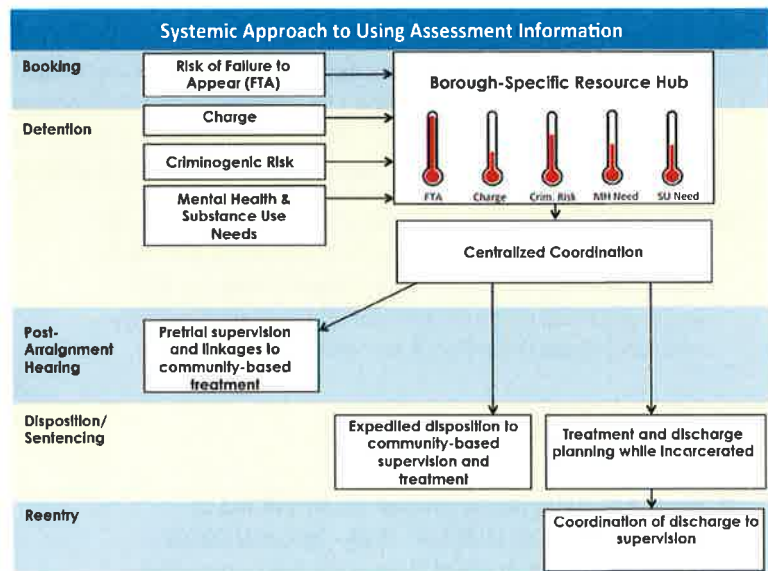 Systemic Approach to Using Assessment Information
Booking
Risk of Failure to
Appear (FTA)
Borough-Specific Resource Hub
Detention
Charge
Criminogenic Risk
Mental Health &
Substance Use
Needs
FTA Charge Crim. Risk MH Need SU Need
Centralized Coordination
Post-
Arraignment
Hearing
Pretrial supervision
and linkages to
community-based
treatment
Disposition/
Sentencing
Expedited disposition to
community-based
supervision and
treatment
Treatment and discharge
planning while incarcerated
Reentry
Coordination of discharge to
supervision